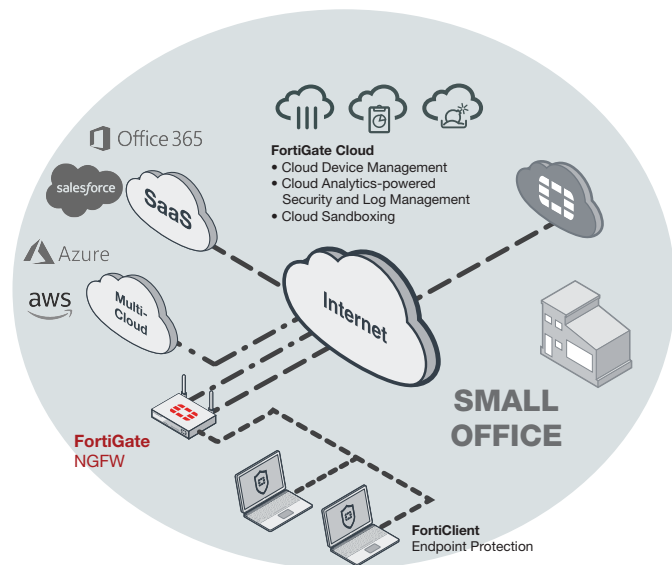 Office 365
salesforce
SaaS
Azure
aws
Multi-
Cloud
FortiGate Cloud
• Cloud Device Management
• Cloud Analytics-powered
Security and Log Management
• Cloud Sandboxing
Internet
SMALL
OFFICE
FortiGate
NGFW
FortiClient
Endpoint Protection